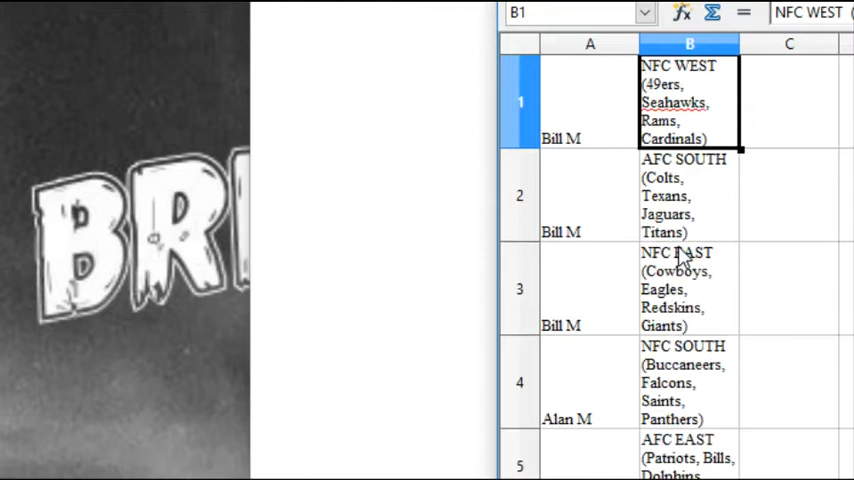 B1
NFC WEST (
A
B
C
1
Bill M
NFC WEST
(49ers,
Seahawks,
Rams,
Cardinals)
2
Bill M
AFC SOUTH
(Colts,
Texans,
Jaguars,
Titans)
3
Bill M
NFC EAST
(Cowboys,
Eagles,
Redskins,
Giants)
4
Alan M
NFC SOUTH
(Buccaneers,
Falcons,
Saints,
Panthers)
5
AFC EAST
(Patriots, Bills,
Dolphins